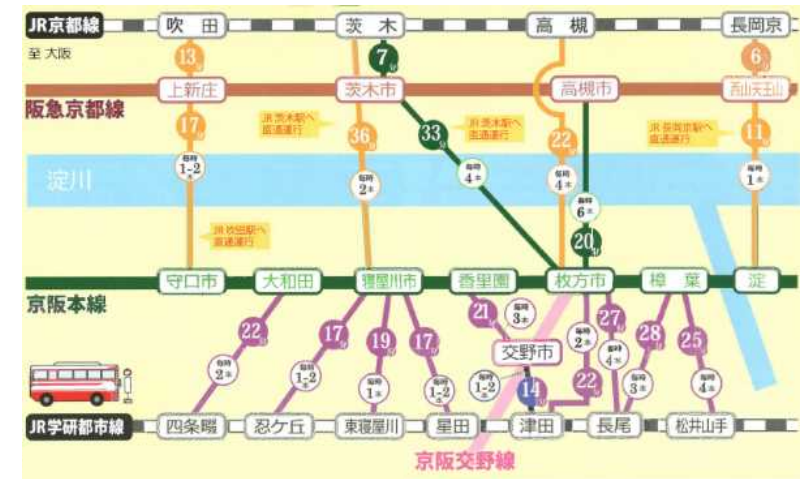 JR京都線
吹田
茨木
高槻
長岡京
至 大阪
13分
7分
6分
上新庄
茨木市
高槻市
西山天王山
阪急京都線
17分
JR茨木駅へ
直通運行
36分
33分
JR茨木駅へ
直通運行
22分
JR長岡京駅へ
直通運行
11分
淀川
毎時
1-2本
毎時
2本
毎時
4本
毎時
4本
毎時
6本
毎時
1本
JR吹田駅へ
直通運行
20分
守口市
大和田
寝屋川市
香里園
枚方市
樟葉
淀
京阪本線
22分
17分
19分
17分
21分
毎時
3本
毎時
2本
27分
28分
25分
交野市
毎時
2本
毎時
1-2本
毎時
1本
毎時
1-2本
毎時
1-2本
14分
22分
毎時
4本
毎時
3本
毎時
4本
JR学研都市線
四条畷
忍ケ丘
東寝屋川
星田
津田
長尾
松井山手
京阪交野線